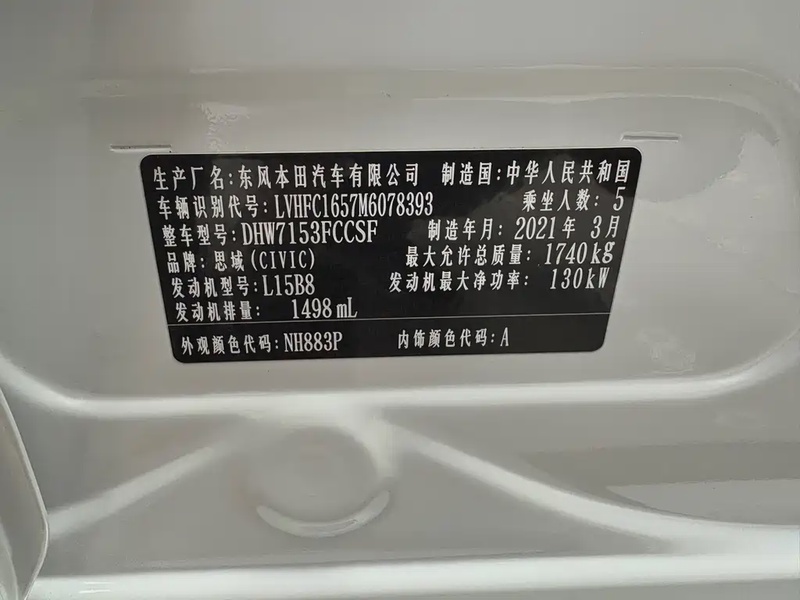 生产厂名:东风本田汽车有限公司 制造国:中华人民共和国
车辆识别代号:LVHFC1657M6078393 乘坐人数:5
整车型号:DHW7153FCCSF 制造年月:2021年3月
品牌:思域(CIVIC) 最大允许总质量:1740kg
发动机型号:L15B8 发动机最大净功率:130kW
发动机排量:1498mL
外观颜色代码:NH883P 内饰颜色代码:A